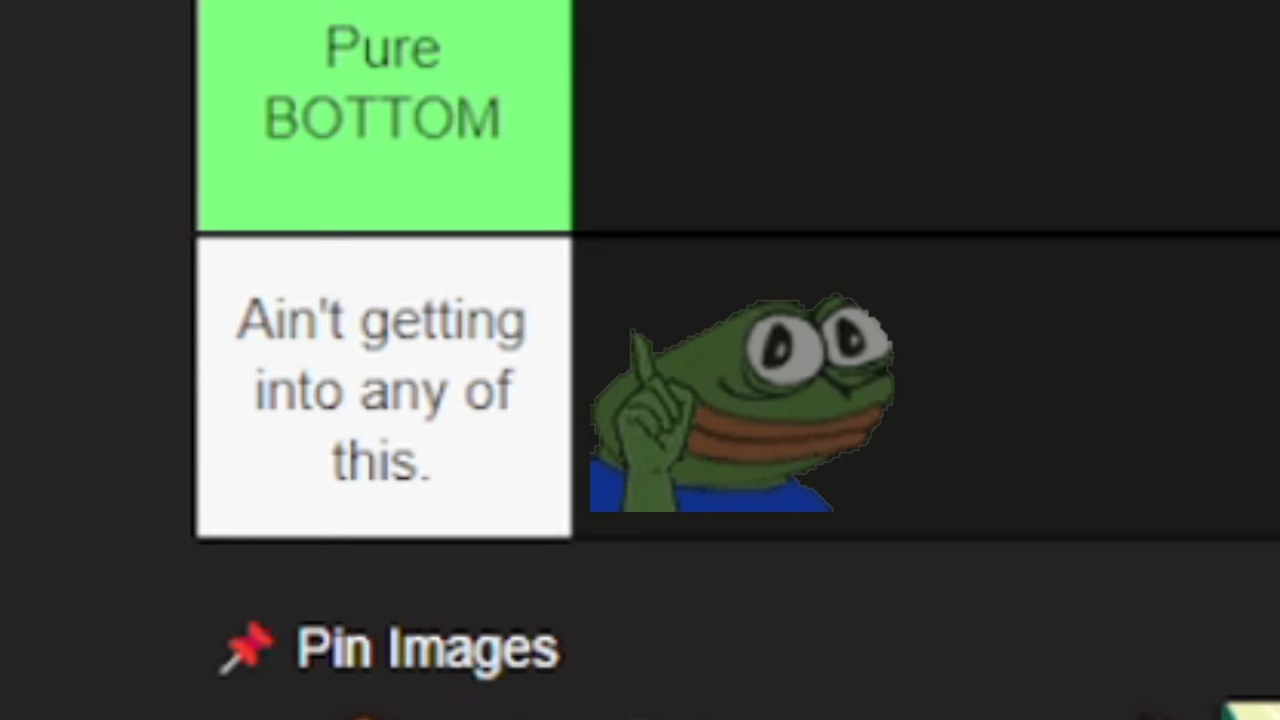 Pure
BOTTOM
Ain't getting
into any of
this.
Pin Images